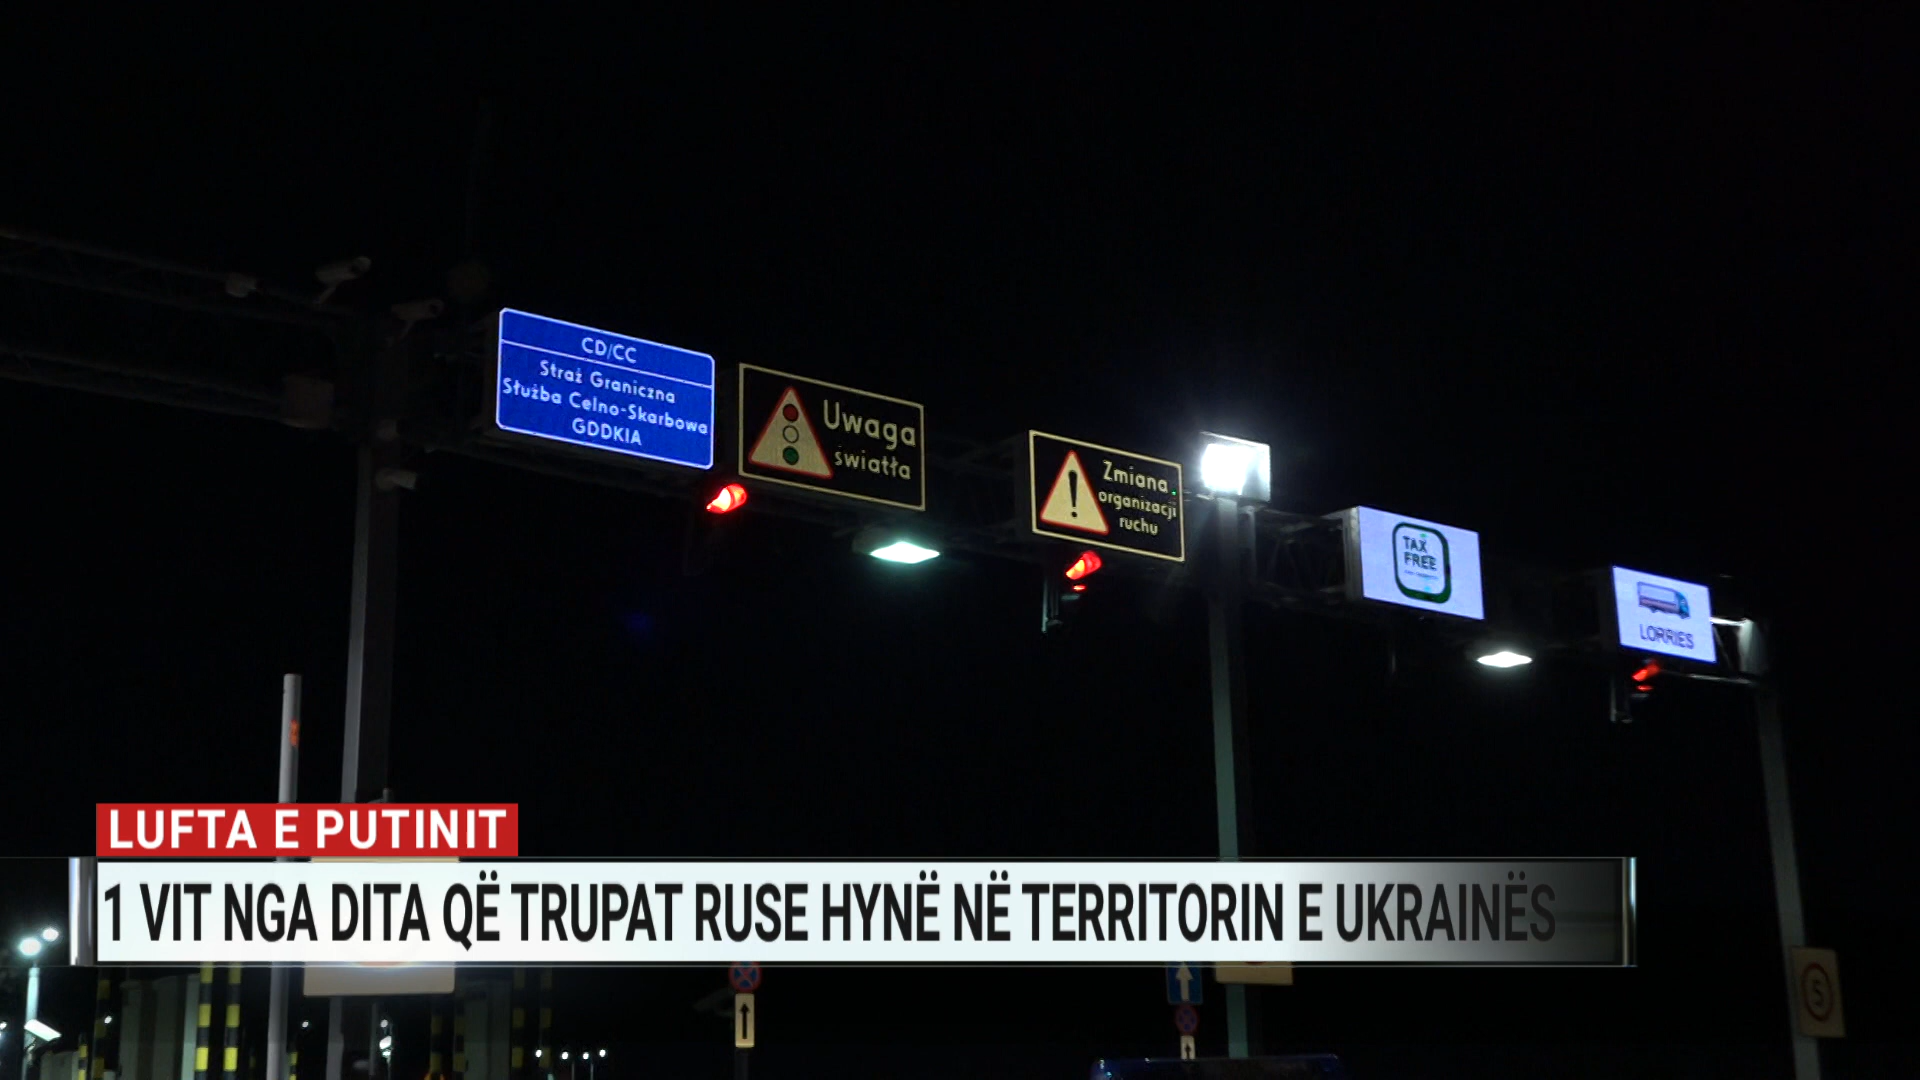 CD/CC
Straż Graniczna
Służba Celno-Skarbowa
GDDKIA
Uwaga
światła
Zmiana
organizacji
ruchu
TAX
FREE
LORRIES
LUFTA E PUTINIT
1 VIT NGA DITA QË TRUPAT RUSE HYNË NË TERRITORIN E UKRAINËS
5